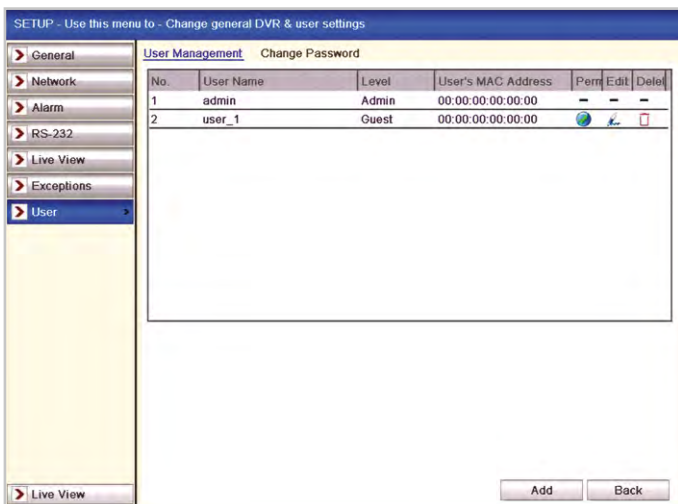 SETUP - Use this menu to - Change general DVR & user settings
General
Network
Alarm
RS-232
Live View
Exceptions
User
Live View
User Management Change Password
No. User Name Level User's MAC Address Perm Edit Delet
1 admin Admin 00:00:00:00:00:00 – – –
2 user_1 Guest 00:00:00:00:00:00
Add Back